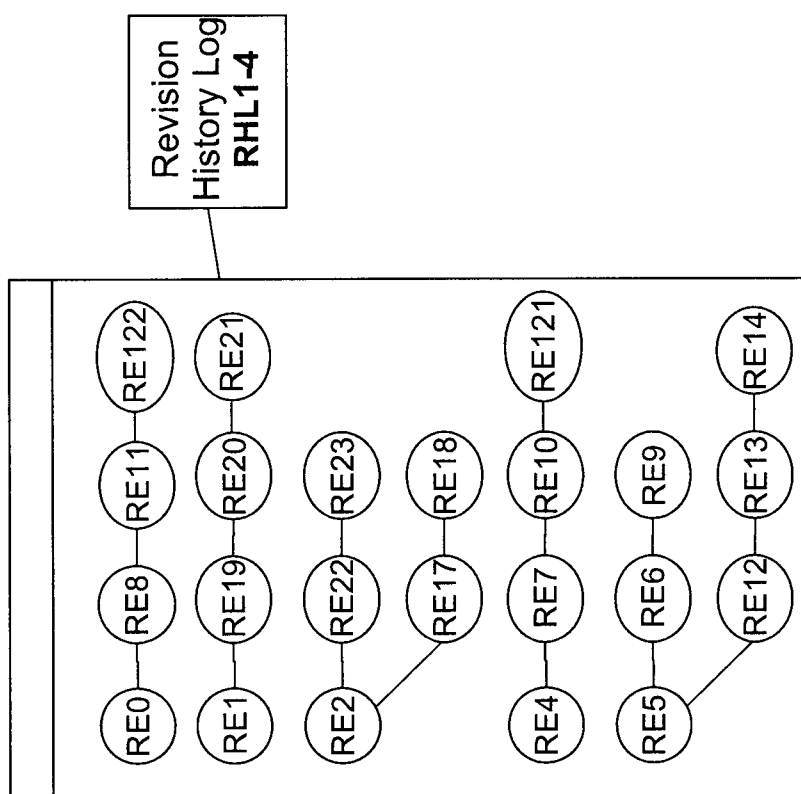 Revision
History Log
RHL1-4
RE0 RE8 RE11 RE122
RE1 RE19 RE20 RE21
RE2 RE22 RE23
RE17 RE18
RE4 RE7 RE10 RE121
RE5 RE6 RE9
RE12 RE13 RE14